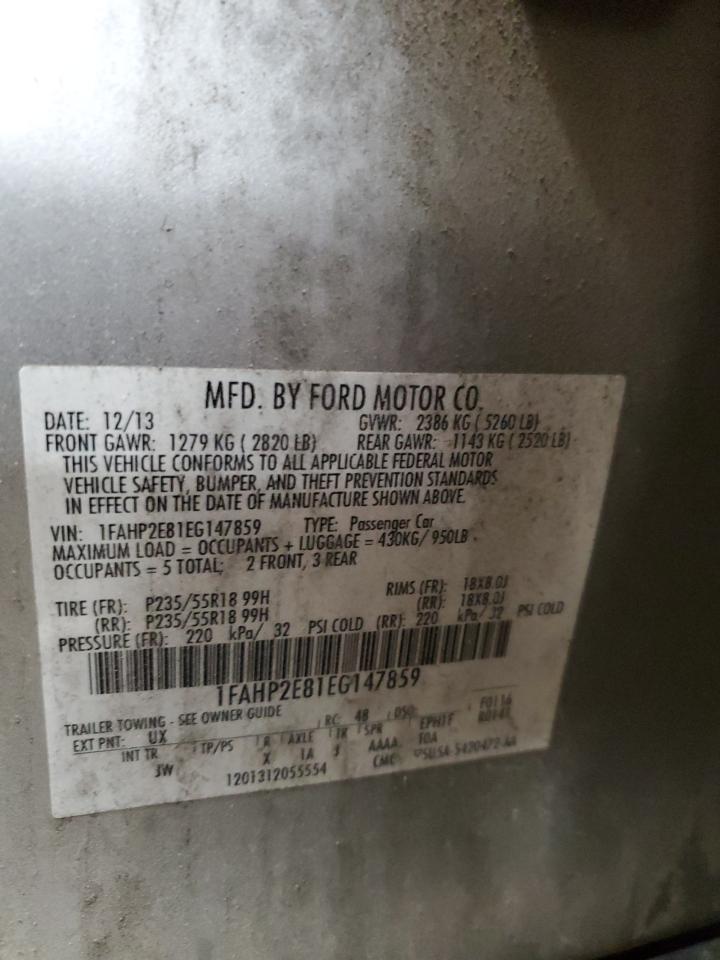 MFD. BY FORD MOTOR CO.
DATE: 12/13 GVWR: 2386 KG ( 5260 LB)
FRONT GAWR: 1279 KG ( 2820 LB) REAR GAWR: 1143 KG ( 2520 LB)
THIS VEHICLE CONFORMS TO ALL APPLICABLE FEDERAL MOTOR
VEHICLE SAFETY, BUMPER, AND THEFT PREVENTION STANDARDS
IN EFFECT ON THE DATE OF MANUFACTURE SHOWN ABOVE.
VIN: 1FAHP2E81EG147859 TYPE: Passenger Car
MAXIMUM LOAD = OCCUPANTS + LUGGAGE = 430KG/ 950LB
OCCUPANTS = 5 TOTAL; 2 FRONT, 3 REAR
TIRE (FR): P235/55R18 99H RIMS (FR): 18X8.0J
(RR): P235/55R18 99H (RR): 18X8.0J
PRESSURE (FR): 220 kPa/ 32 PSI COLD (RR): 220 kPa/ 32 PSI COLD
1FAHP2E81EG147859
TRAILER TOWING - SEE OWNER GUIDE
EXT PNT: UX RC: 48 DSO:
INT TR TP/PS R AXLE TR SPR
3W X 1A J AAAA
1201312055554 CMC